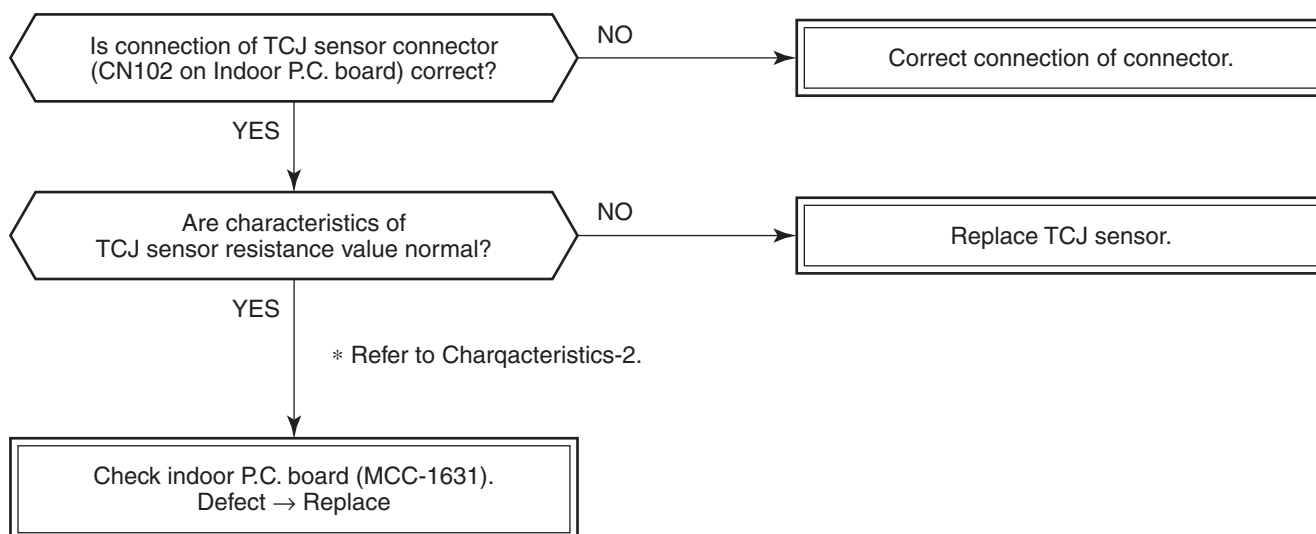 Is connection of TCJ sensor connector
(CN102 on Indoor P.C. board) correct?
NO
Correct connection of connector.
YES
Are characteristics of
TCJ sensor resistance value normal?
NO
Replace TCJ sensor.
YES
* Refer to Charqacteristics-2.
Check indoor P.C. board (MCC-1631).
Defect → Replace